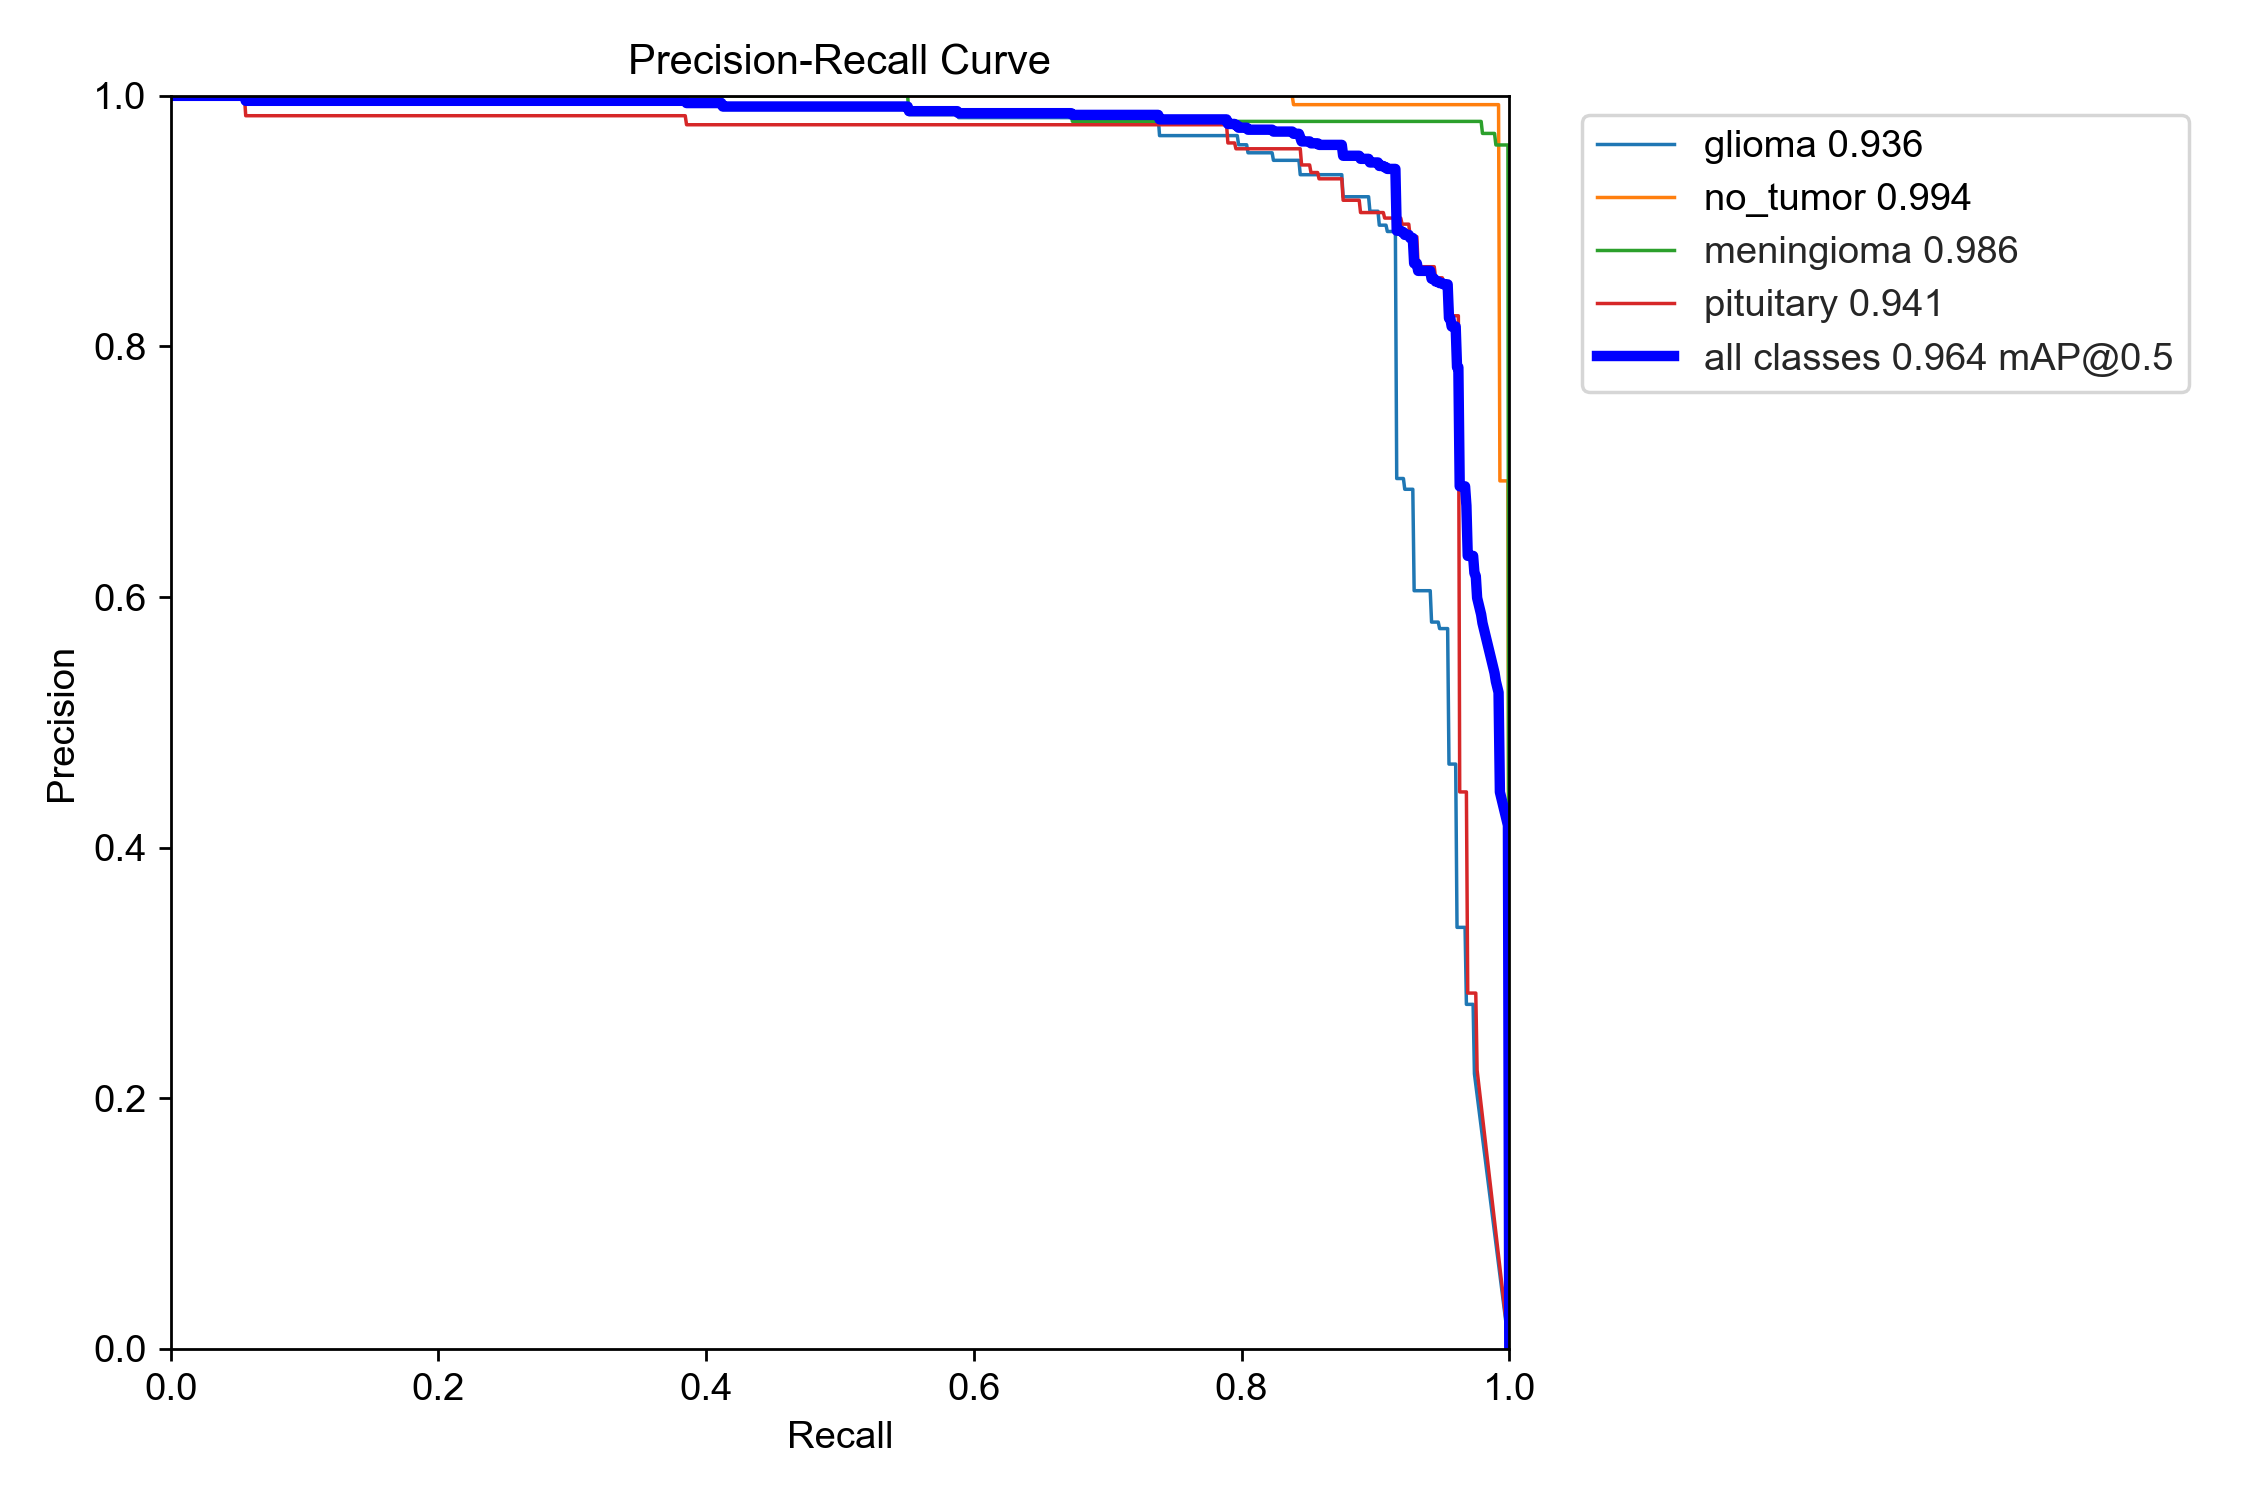 Precision-Recall Curve
1.0
0.8
0.6
0.4
0.2
0.0
Precision
0.0 0.2 0.4 0.6 0.8 1.0
Recall
glioma 0.936
no_tumor 0.994
meningioma 0.986
pituitary 0.941
all classes 0.964 mAP@0.5